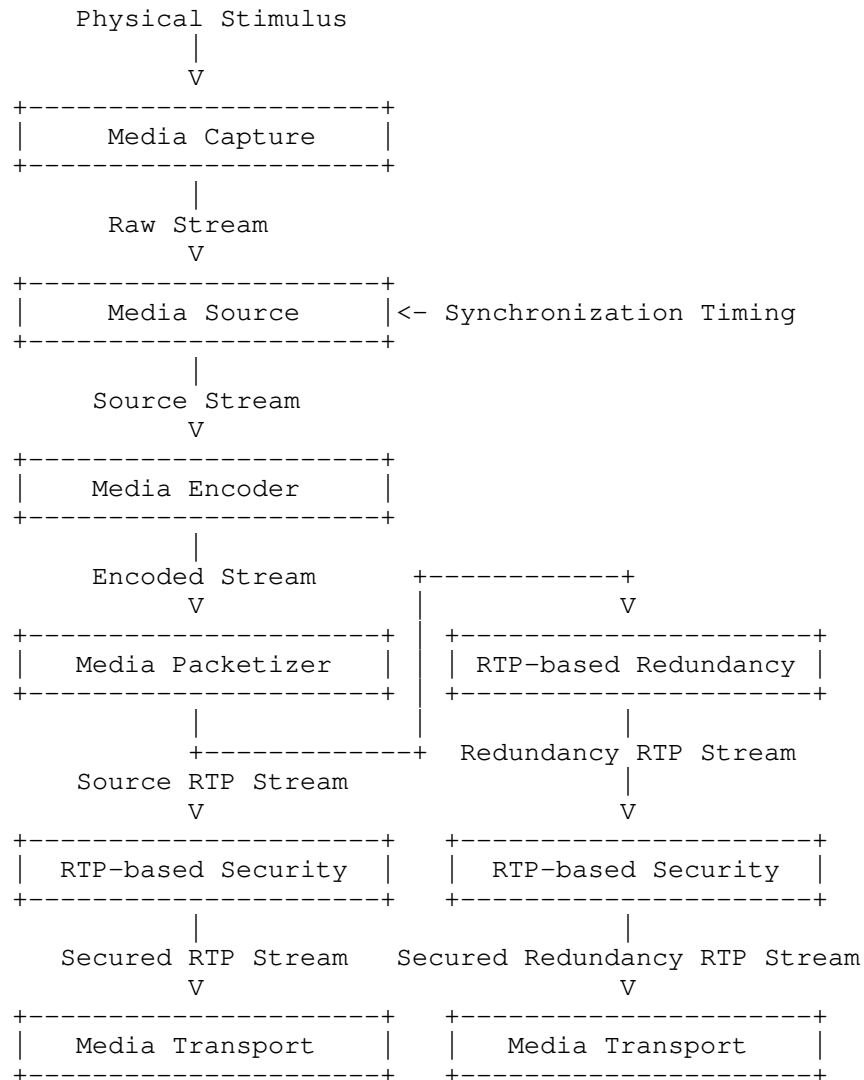 Physical Stimulus
Media Capture
Raw Stream
Media Source <- Synchronization Timing
Source Stream
Media Encoder
Encoded Stream
Media Packetizer RTP-based Redundancy
Redundancy RTP Stream
Source RTP Stream
RTP-based Security RTP-based Security
Secured RTP Stream Secured Redundancy RTP Stream
Media Transport Media Transport